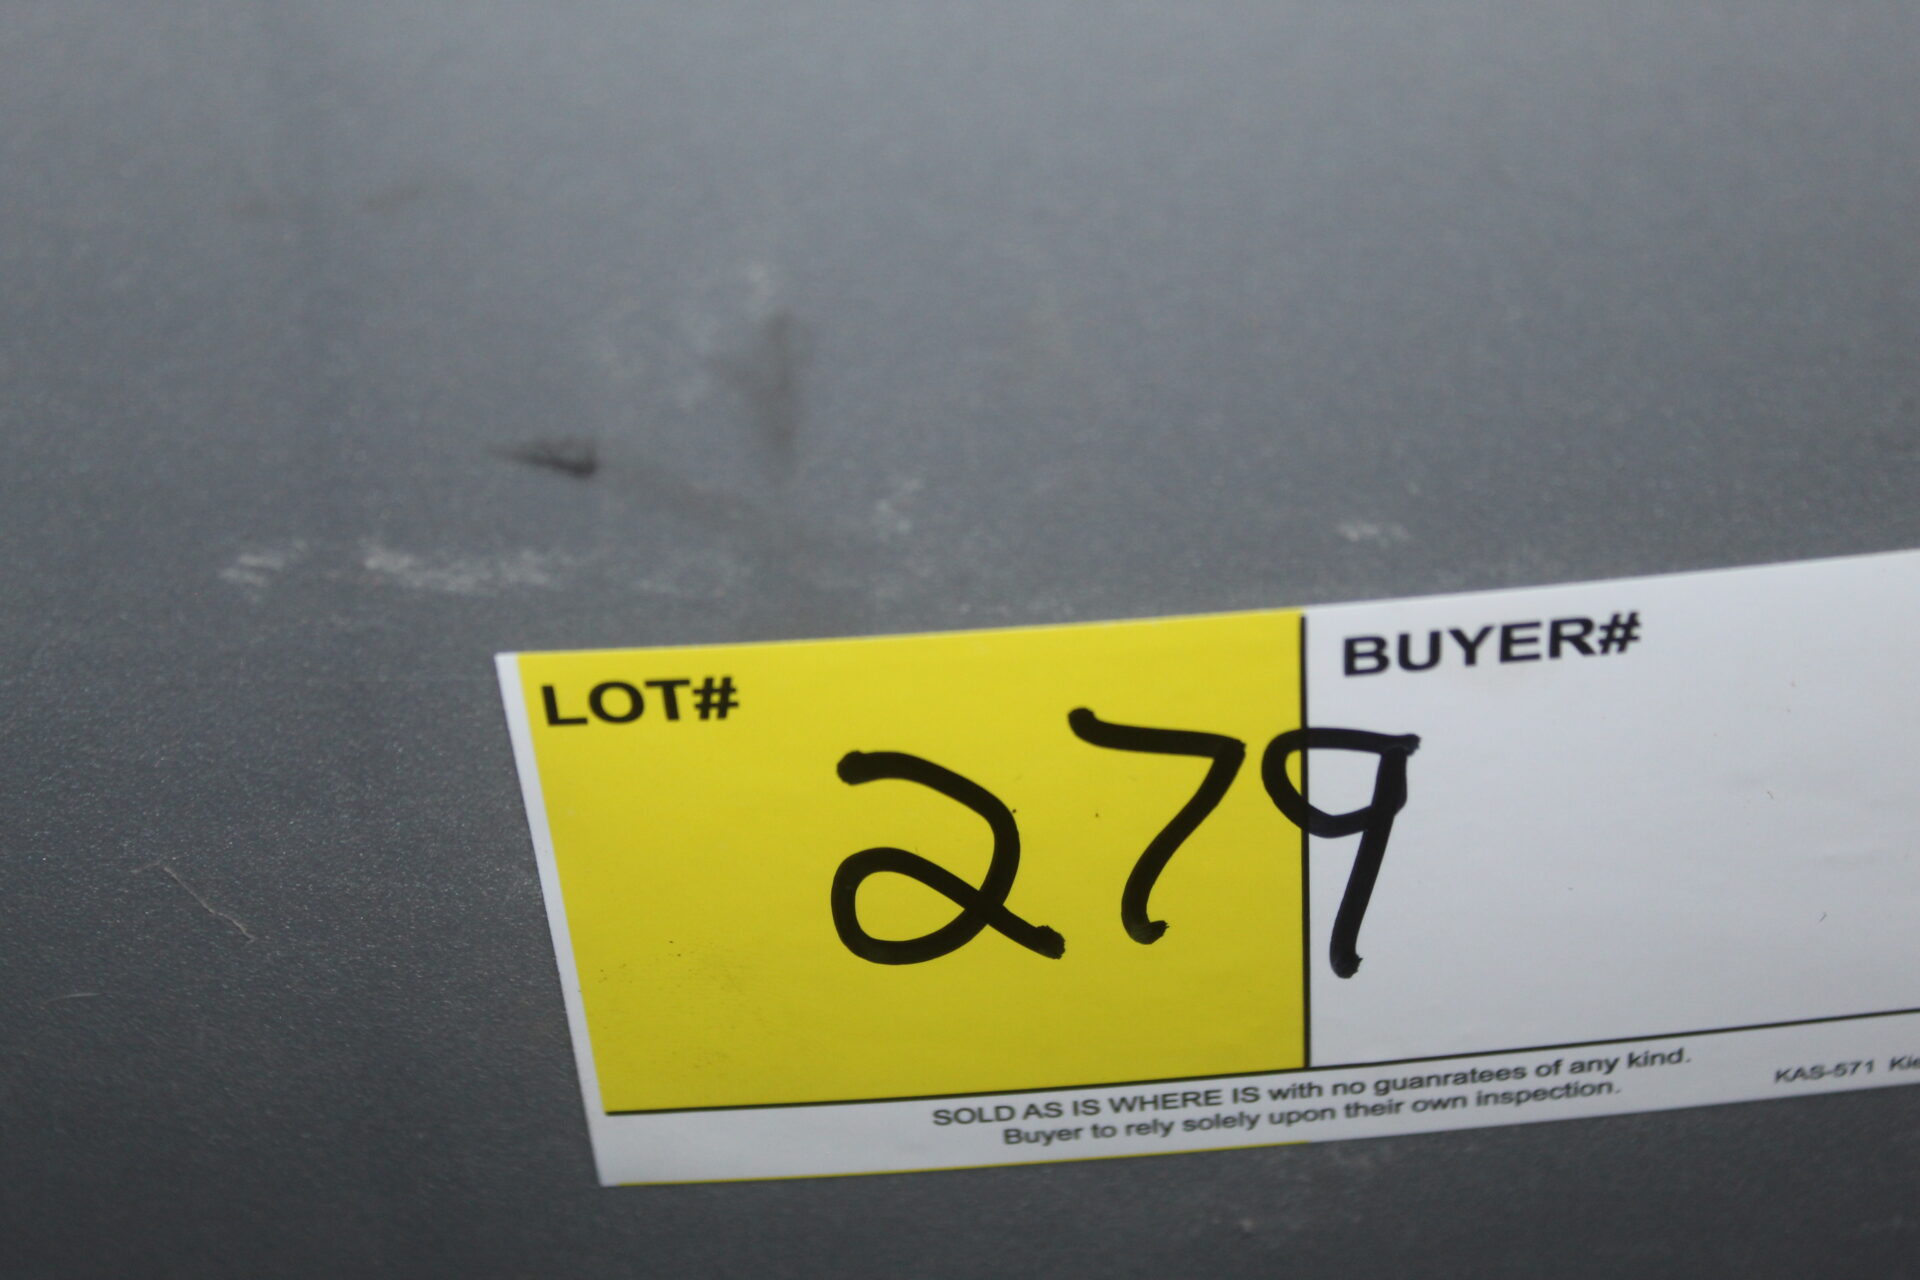 LOT#
BUYER#
279
SOLD AS IS WHERE IS with no guanratees of any kind.
Buyer to rely solely upon their own inspection.
KAS-571